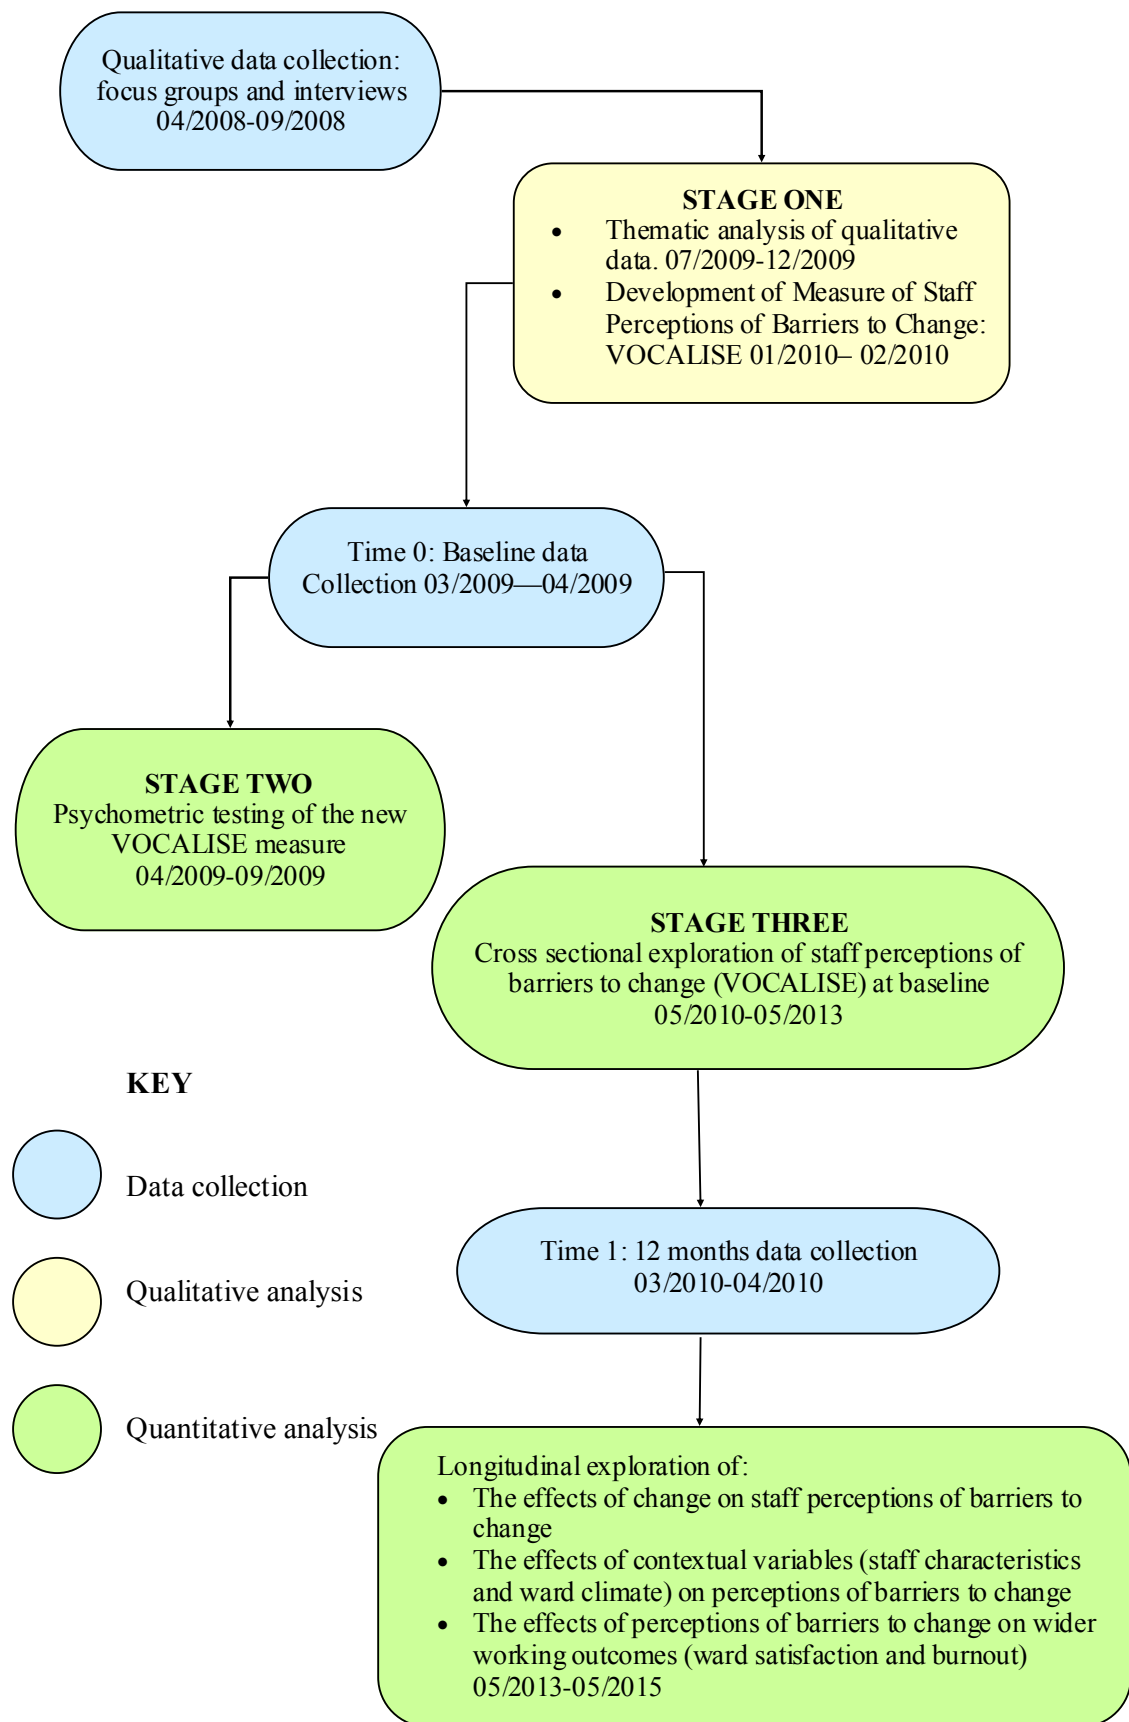 Qualitative data collection:
focus groups and interviews
04/2008-09/2008
STAGE ONE
• Thematic analysis of qualitative
data. 07/2009-12/2009
• Development of Measure of Staff
Perceptions of Barriers to Change:
VOCALISE 01/2010– 02/2010
Time 0: Baseline data
Collection 03/2009—04/2009
STAGE TWO
Psychometric testing of the new
VOCALISE measure
04/2009-09/2009
STAGE THREE
Cross sectional exploration of staff perceptions of
barriers to change (VOCALISE) at baseline
05/2010-05/2013
KEY
Data collection
Qualitative analysis
Quantitative analysis
Time 1: 12 months data collection
03/2010-04/2010
Longitudinal exploration of:
• The effects of change on staff perceptions of barriers to
change
• The effects of contextual variables (staff characteristics
and ward climate) on perceptions of barriers to change
• The effects of perceptions of barriers to change on wider
working outcomes (ward satisfaction and burnout)
05/2013-05/2015